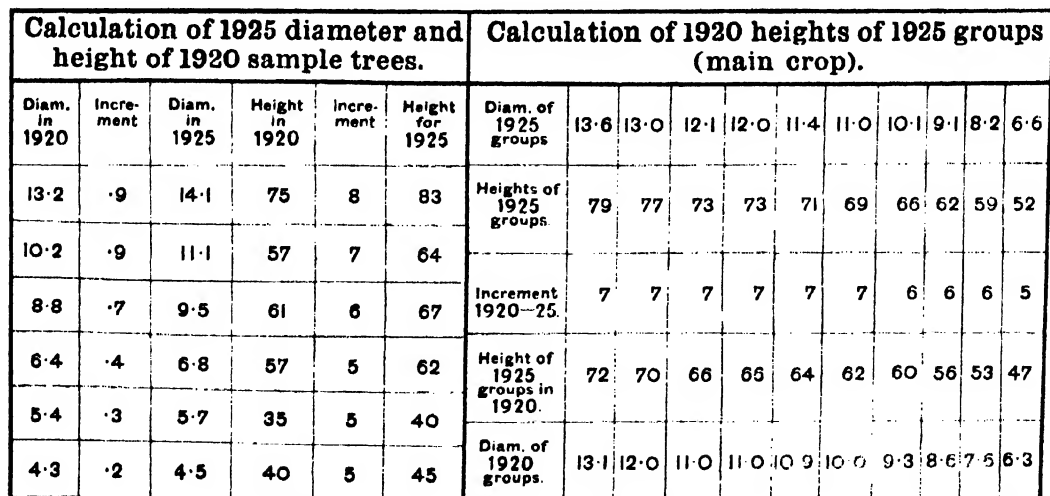 Calculation of 1925 diameter and
height of 1920 sample trees.
Diam. in 1920 Incre-ment Diam. in 1925 Height in 1920 Incre-ment Height for 1925
13·2 ·9 14·1 75 8 83
10·2 ·9 11·1 57 7 64
8·8 ·7 9·5 61 6 67
6·4 ·4 6·8 57 5 62
5·4 ·3 5·7 35 5 40
4·3 ·2 4·5 40 5 45
Calculation of 1920 heights of 1925 groups
(main crop).
Diam. of 1925 groups 13·6 13·0 12·1 12·0 11·4 11·0 10·1 9·1 8·2 6·6
Heights of 1925 groups. 79 77 73 73 71 69 66 62 59 52
Increment 1920—25. 7 7 7 7 7 7 6 6 6 5
Height of 1925 groups in 1920. 72 70 66 66 64 62 60 56 53 47
Diam. of 1920 groups. 13·1 12·0 11·0 11·0 10 9 10·0 9·3 8·6 6·3